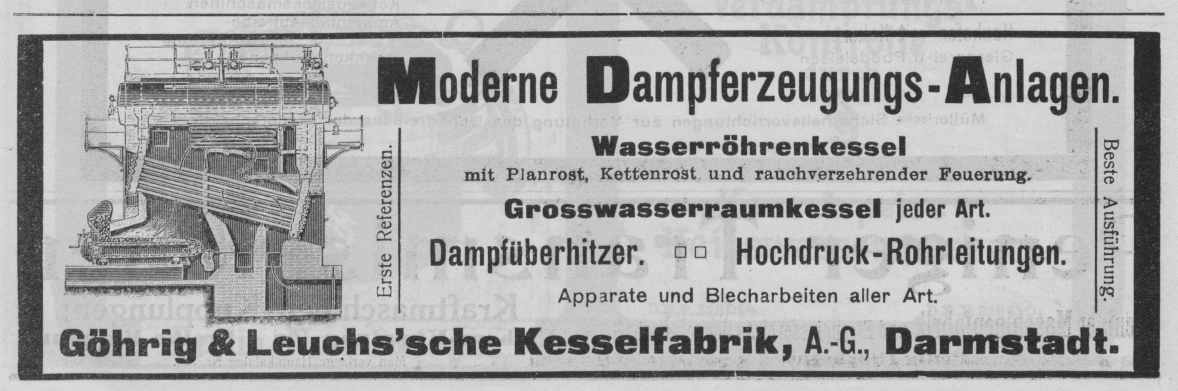 Moderne Dampferzeugungs-Anlagen.
Erste Referenzen.
Wasserröhrenkessel
mit Planrost, Kettenrost und rauchverzehrender Feuerung.
Grosswasserraumkessel jeder Art.
Dampfüberhitzer. □□ Hochdruck-Rohrleitungen.
Apparate und Blecharbeiten aller Art.
Beste Ausführung.
Göhrig & Leuchs'sche Kesselfabrik, A.-G., Darmstadt.